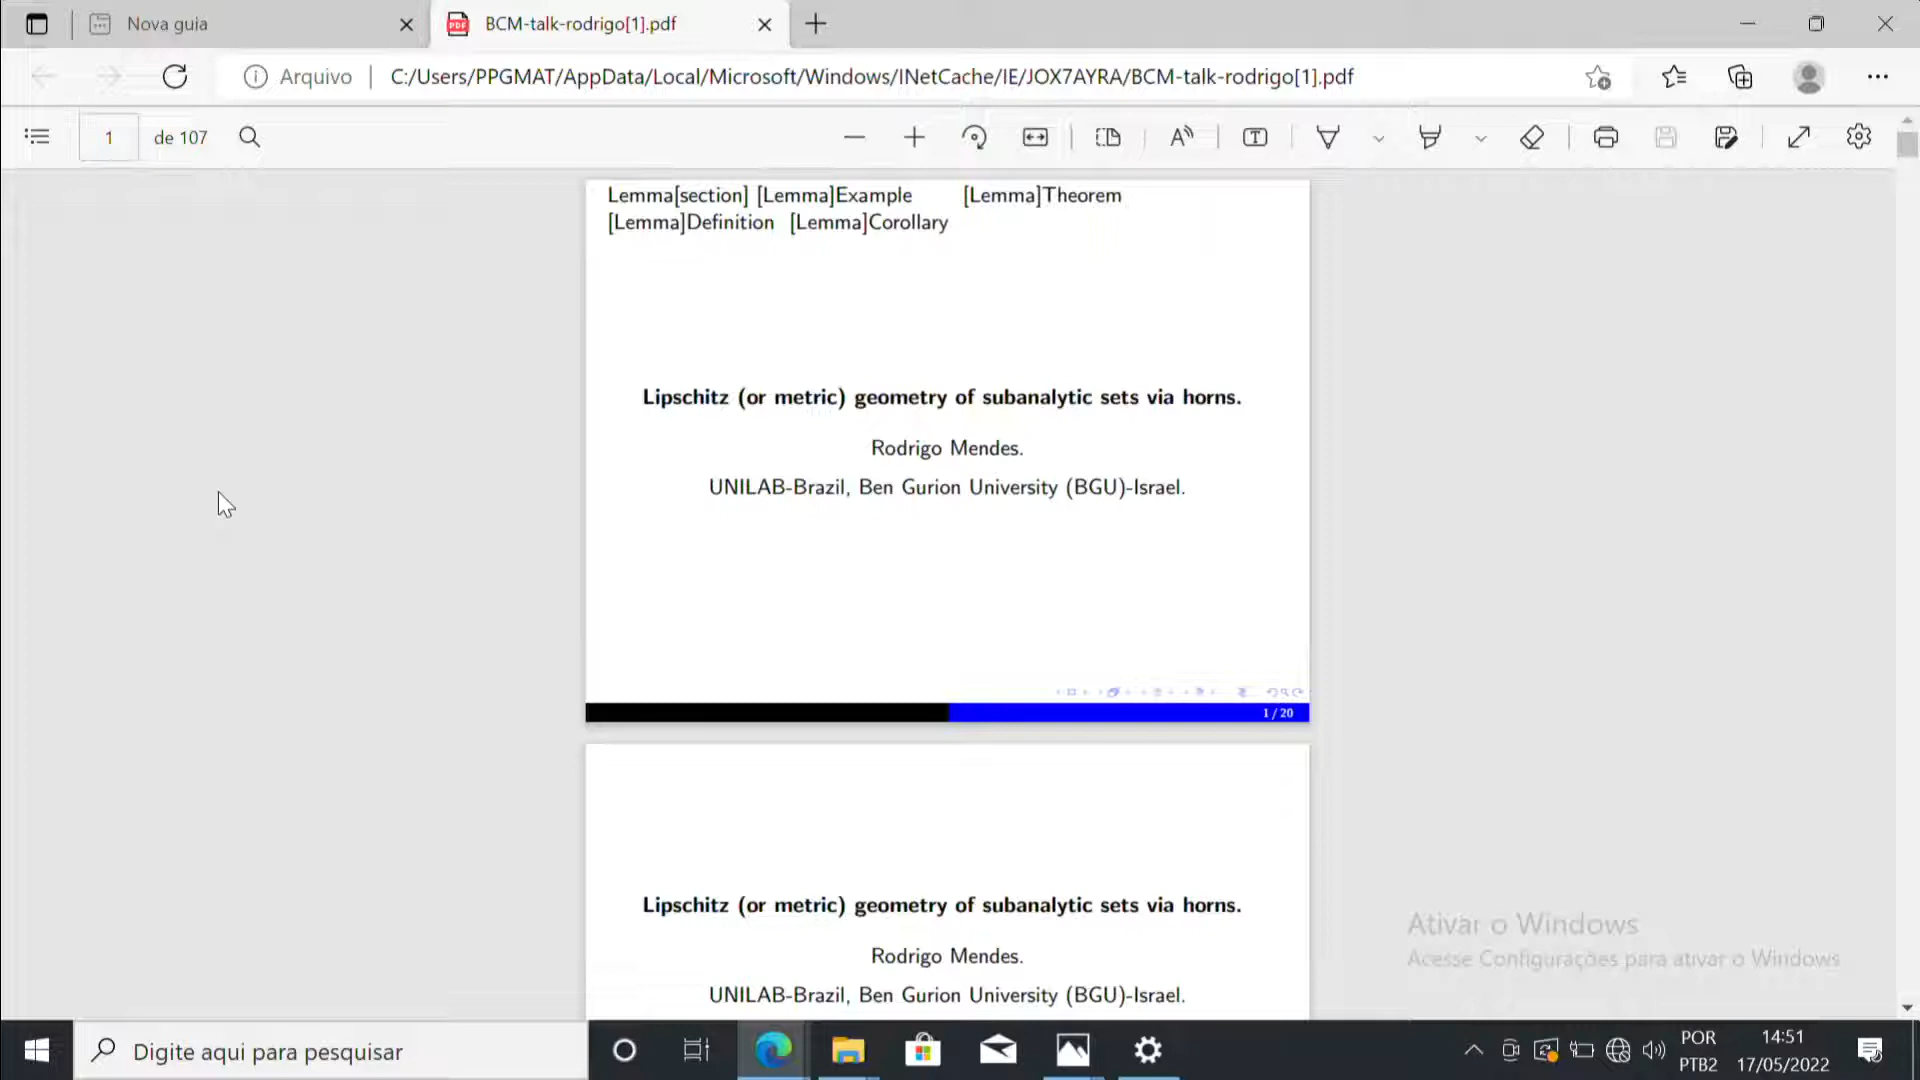 Nova guia
BCM-talk-rodrigo[1].pdf
Arquivo
C:/Users/PPGMAT/AppData/Local/Microsoft/Windows/INetCache/IE/JOX7AYRA/BCM-talk-rodrigo[1].pdf
1 de 107
Lemma[section] [Lemma]Example [Lemma]Theorem
[Lemma]Definition [Lemma]Corollary
Lipschitz (or metric) geometry of subanalytic sets via horns.
Rodrigo Mendes.
UNILAB-Brazil, Ben Gurion University (BGU)-Israel.
1 / 20
Lipschitz (or metric) geometry of subanalytic sets via horns.
Rodrigo Mendes.
UNILAB-Brazil, Ben Gurion University (BGU)-Israel.
Ativar o Windows
Acesse Configurações para ativar o Windows
Digite aqui para pesquisar
POR
PTB2
14:51
17/05/2022